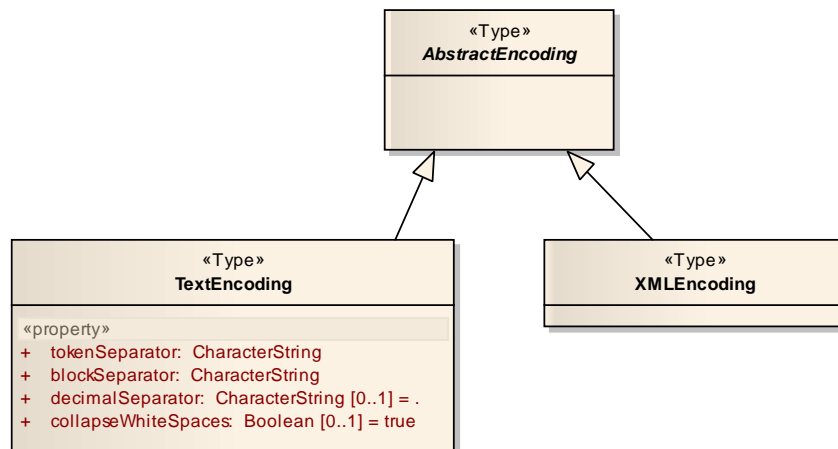 «Type»
AbstractEncoding
«Type»
TextEncoding
«property»
+ tokenSeparator: CharacterString
+ blockSeparator: CharacterString
+ decimalSeparator: CharacterString [0..1] = .
+ collapseWhiteSpaces: Boolean [0..1] = true
«Type»
XMLEncoding